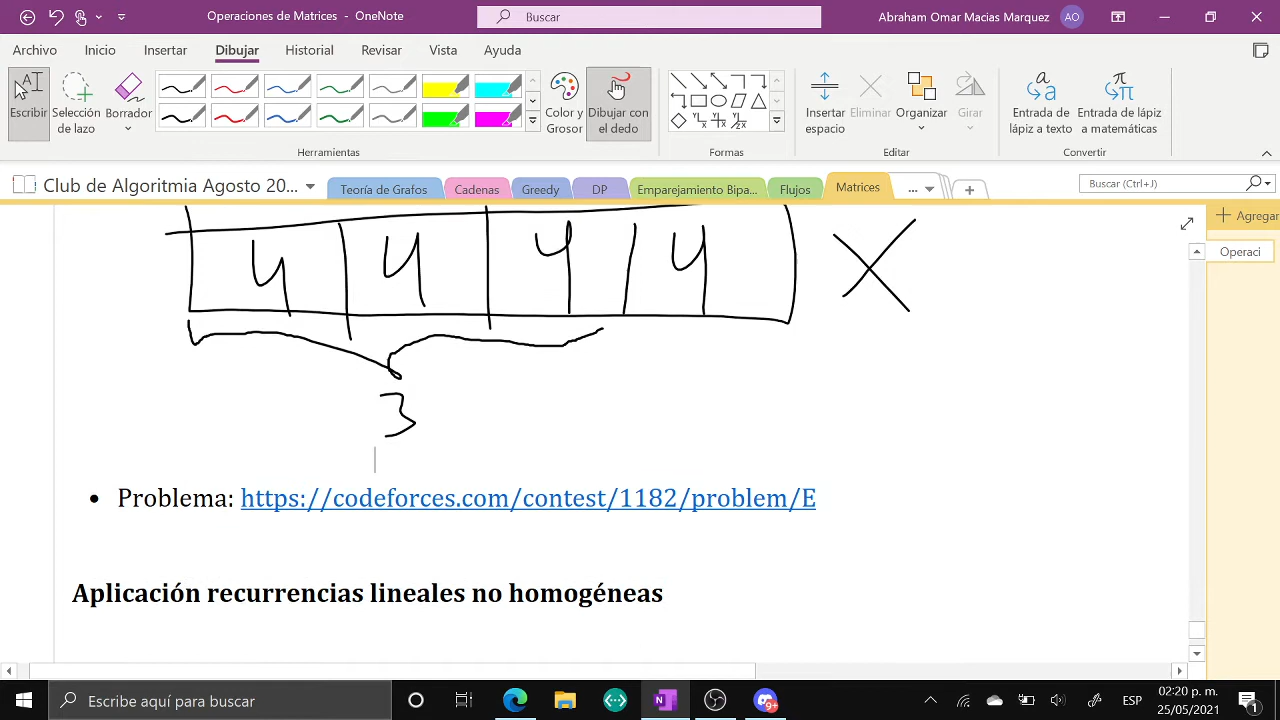 Operaciones de Matrices - OneNote
Buscar
Abraham Omar Macias Marquez
AO
Archivo
Inicio
Insertar
Dibujar
Historial
Revisar
Vista
Ayuda
Escribir
Selección de lazo
Borrador
Color y Grosor
Dibujar con el dedo
Insertar espacio
Eliminar
Organizar
Girar
Entrada de lápiz a texto
Entrada de lápiz a matemáticas
Herramientas
Formas
Editar
Convertir
Club de Algoritmia Agosto 20...
Teoría de Grafos
Cadenas
Greedy
DP
Emparejamiento Bipa...
Flujos
Matrices
...
Buscar (Ctrl+J)
Agregar
Operaci
4 4 4 4 X
3
• Problema: https://codeforces.com/contest/1182/problem/E
Aplicación recurrencias lineales no homogéneas
Escribe aquí para buscar
9+
ESP
02:20 p. m.
25/05/2021
1